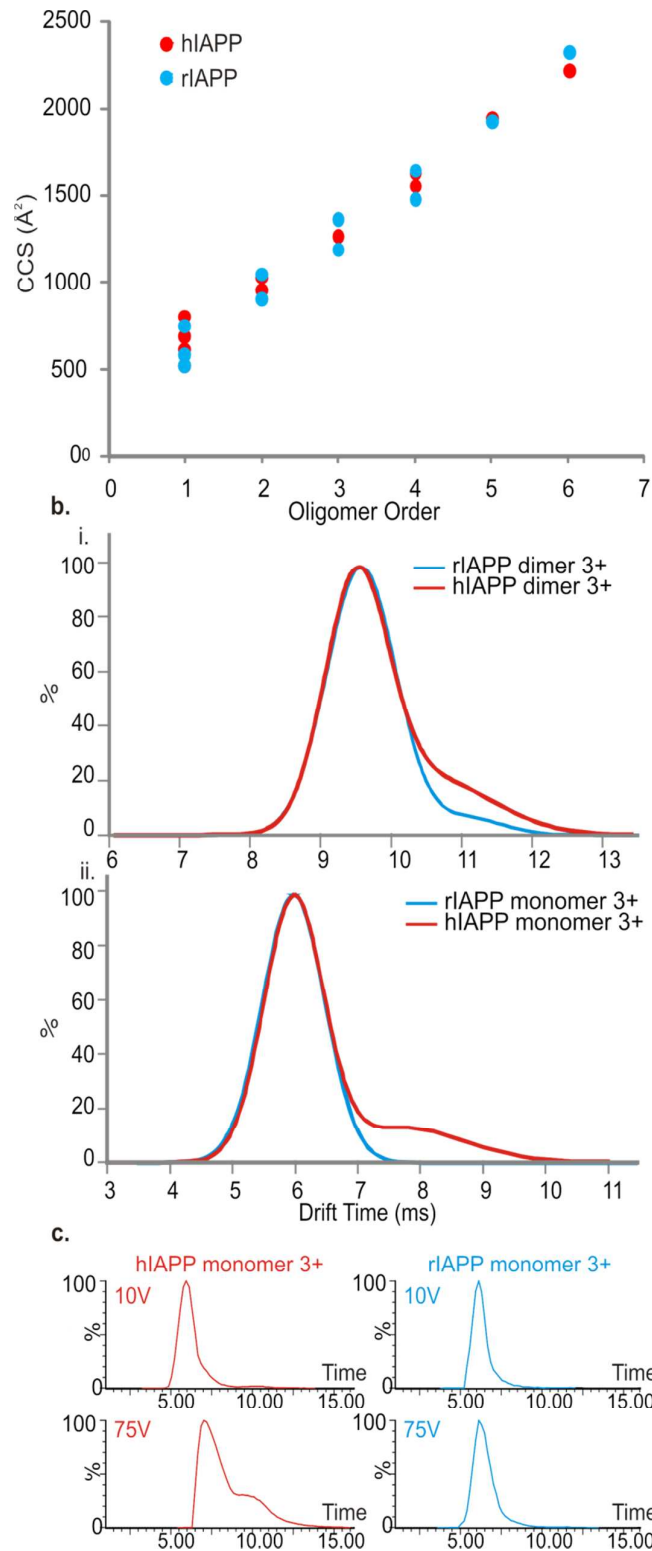 2500
hIAPP
rIAPP
2000
1500
1000
500
00
CCS (Å²)
0 1 2 3 4 5 6 7
Oligomer Order
b.
i.
100
80
60
40
20
0
%
rIAPP dimer 3+
hIAPP dimer 3+
6 7 8 9 10 11 12 13
ii.
100
80
60
40
20
0
%
rIAPP monomer 3+
hIAPP monomer 3+
3 4 5 6 7 8 9 10 11
Drift Time (ms)
c.
hIAPP monomer 3+
100
10V
%
0
Time
5.00 10.00 15.00
rIAPP monomer 3+
100
10V
%
0
Time
5.00 10.00 15.00
100
75V
%
0
Time
5.00 10.00 15.00
100
75V
%
0
Time
5.00 10.00 15.00